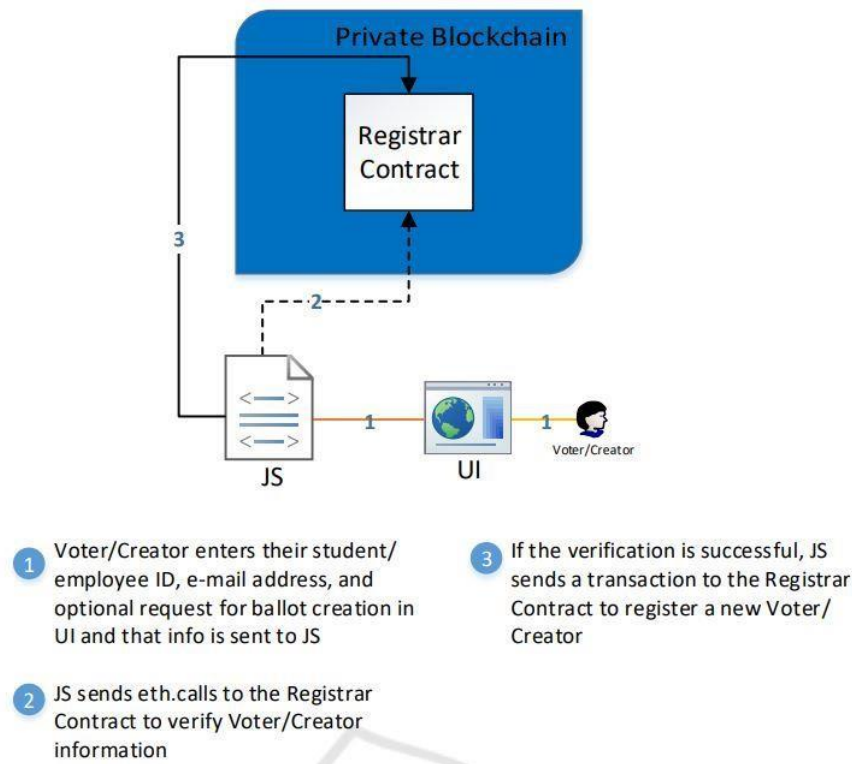 Private Blockchain
Registrar
Contract
3
2
1
1
Voter/Creator
JS
UI
1
Voter/Creator enters their student/
employee ID, e-mail address, and
optional request for ballot creation in
UI and that info is sent to JS
2
JS sends eth.calls to the Registrar
Contract to verify Voter/Creator
information
3
If the verification is successful, JS
sends a transaction to the Registrar
Contract to register a new Voter/
Creator